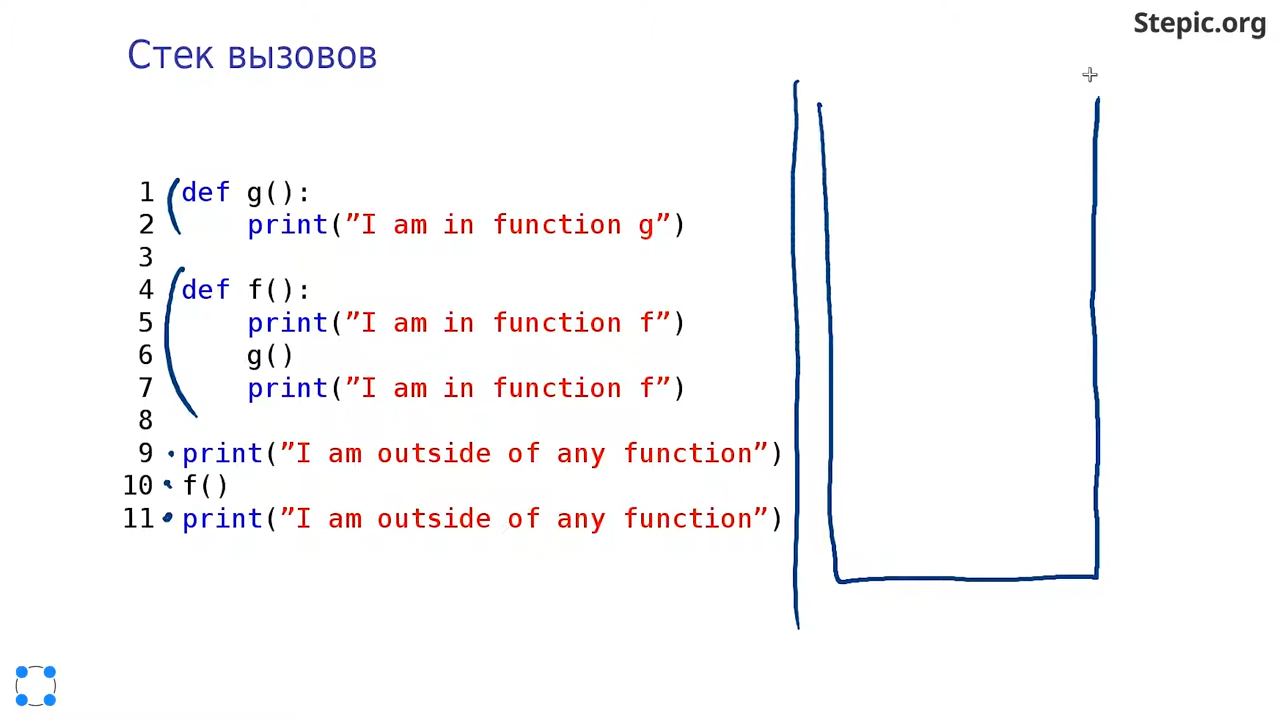 Stepic.org
Стек вызовов
1 def g():
2     print(”I am in function g”)
3
4 def f():
5     print(”I am in function f”)
6     g()
7     print(”I am in function f”)
8
9 print(”I am outside of any function”)
10 f()
11 print(”I am outside of any function”)